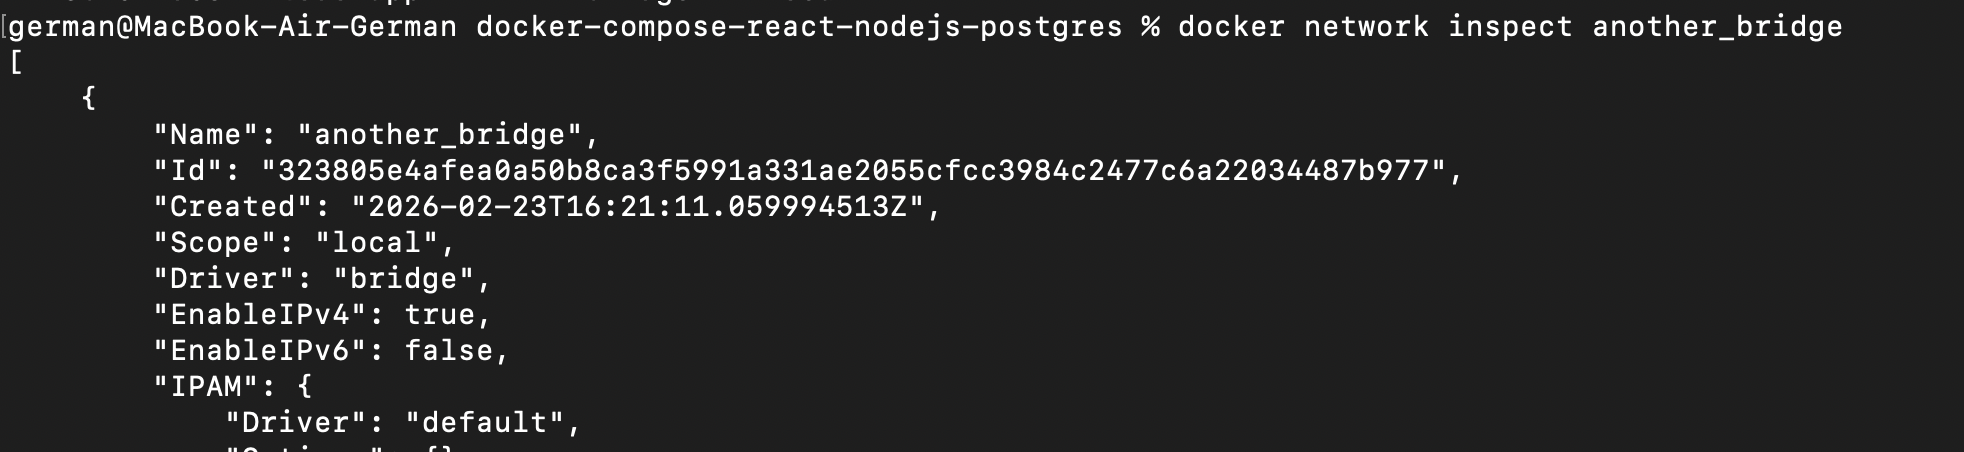 [german@MacBook-Air-German docker-compose-react-nodejs-postgres % docker network inspect another_bridge
[
{
"Name": "another_bridge",
"Id": "323805e4afea0a50b8ca3f5991a331ae2055cfcc3984c2477c6a22034487b977",
"Created": "2026-02-23T16:21:11.059994513Z",
"Scope": "local",
"Driver": "bridge",
"EnableIPv4": true,
"EnableIPv6": false,
"IPAM": {
"Driver": "default",